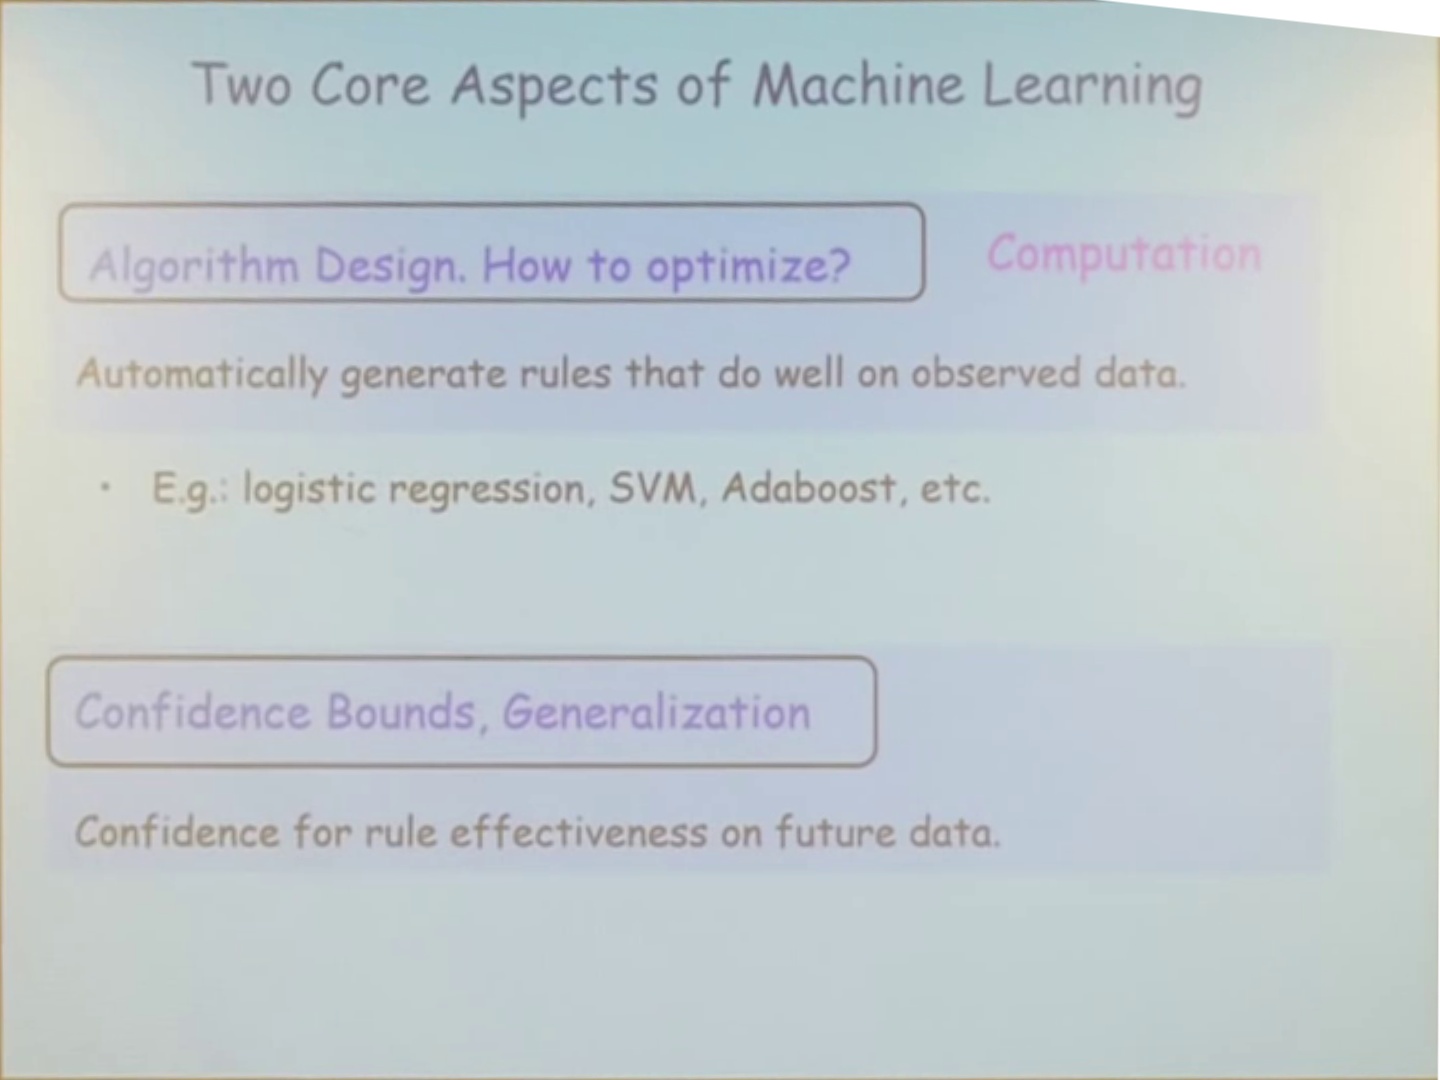 Two Core Aspects of Machine Learning
Algorithm Design. How to optimize?
Computation
Automatically generate rules that do well on observed data.
• E.g.: logistic regression, SVM, Adaboost, etc.
Confidence Bounds, Generalization
Confidence for rule effectiveness on future data.